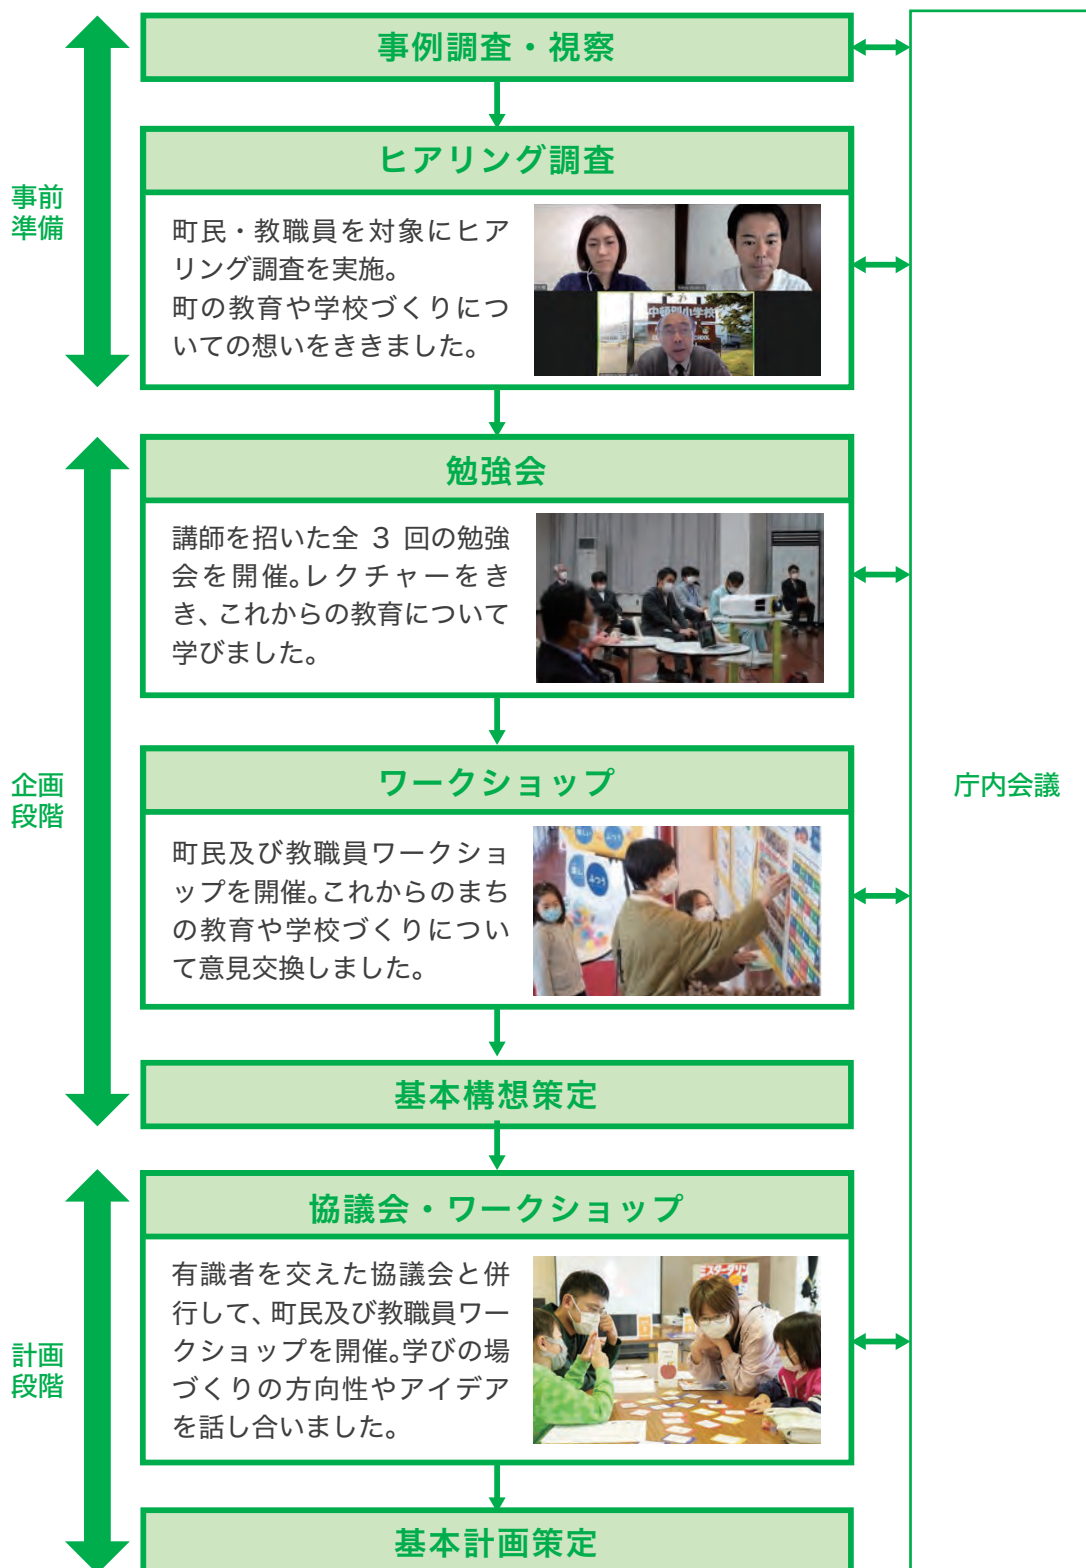 事例調査・視察
ヒアリング調査
事前
準備
町民・教職員を対象にヒア
リング調査を実施。
町の教育や学校づくりにつ
いての想いをききました。
中頓別小学校
勉強会
講師を招いた全 3 回の勉強
会を開催。レクチャーをき
き、これからの教育について
学びました。
企画
段階
ワークショップ
庁内会議
町民及び教職員ワークショ
ップを開催。これからのまち
の教育や学校づくりについ
て意見交換しました。
ふつう
基本構想策定
協議会・ワークショップ
計画
段階
有識者を交えた協議会と併
行して、町民及び教職員ワー
クショップを開催。学びの場
づくりの方向性やアイデア
を話し合いました。
基本計画策定